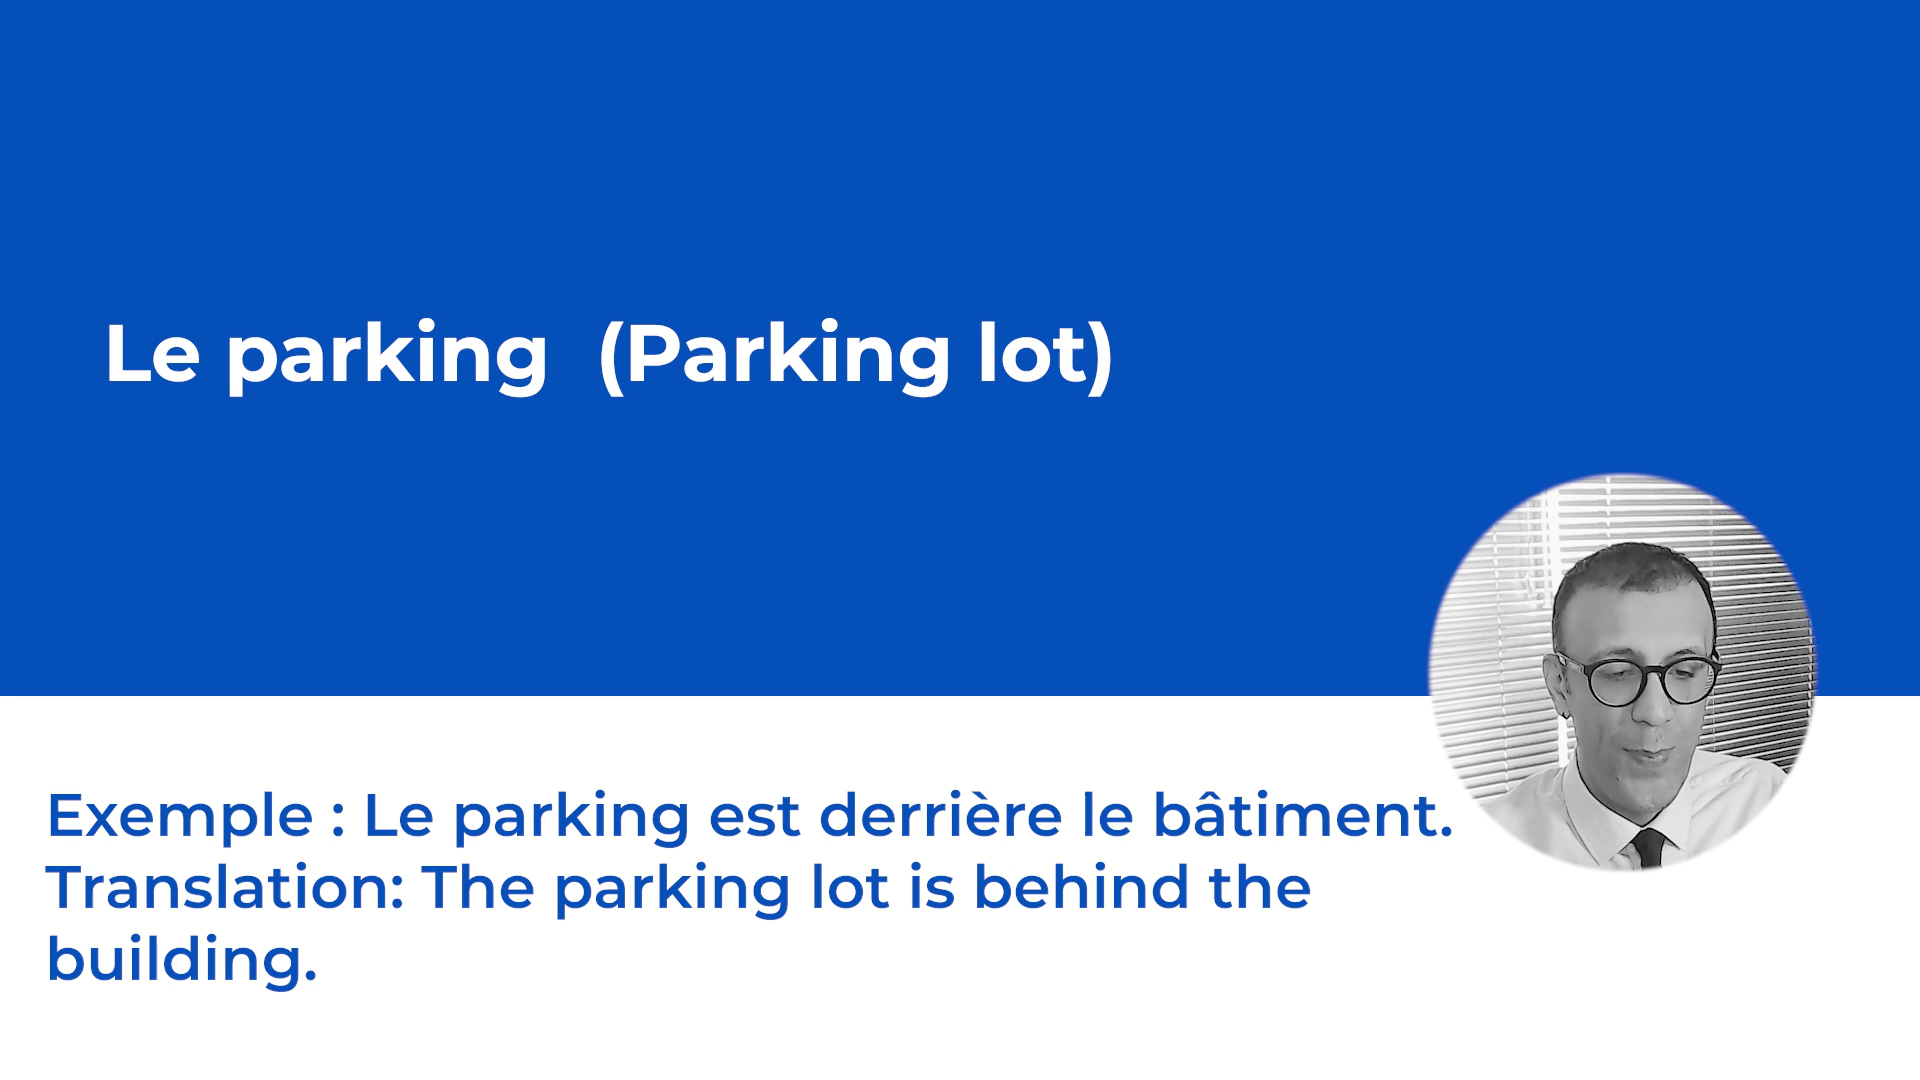 Le parking  (Parking lot)
Exemple : Le parking est derrière le bâtiment.
Translation: The parking lot is behind the
building.